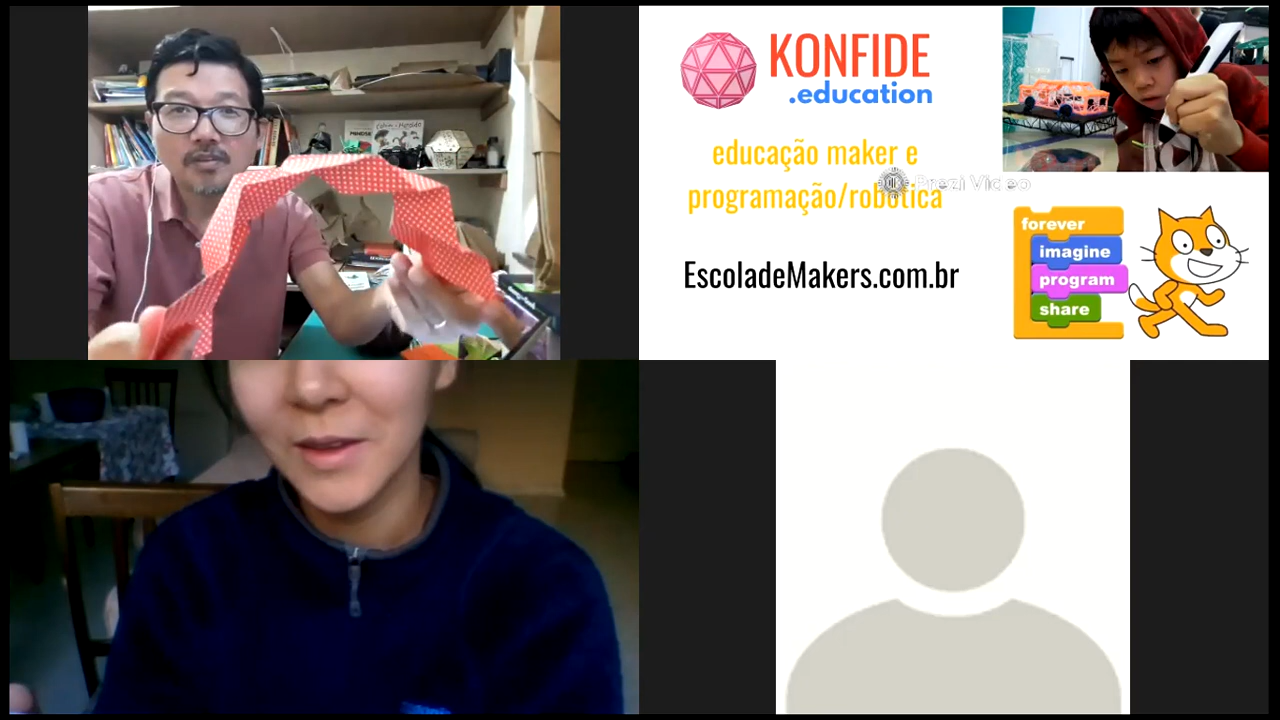 KONFIDE
.education
educação maker e
programação/robótica
Prezi Video
EscoladeMakers.com.br
forever
imagine
program
share